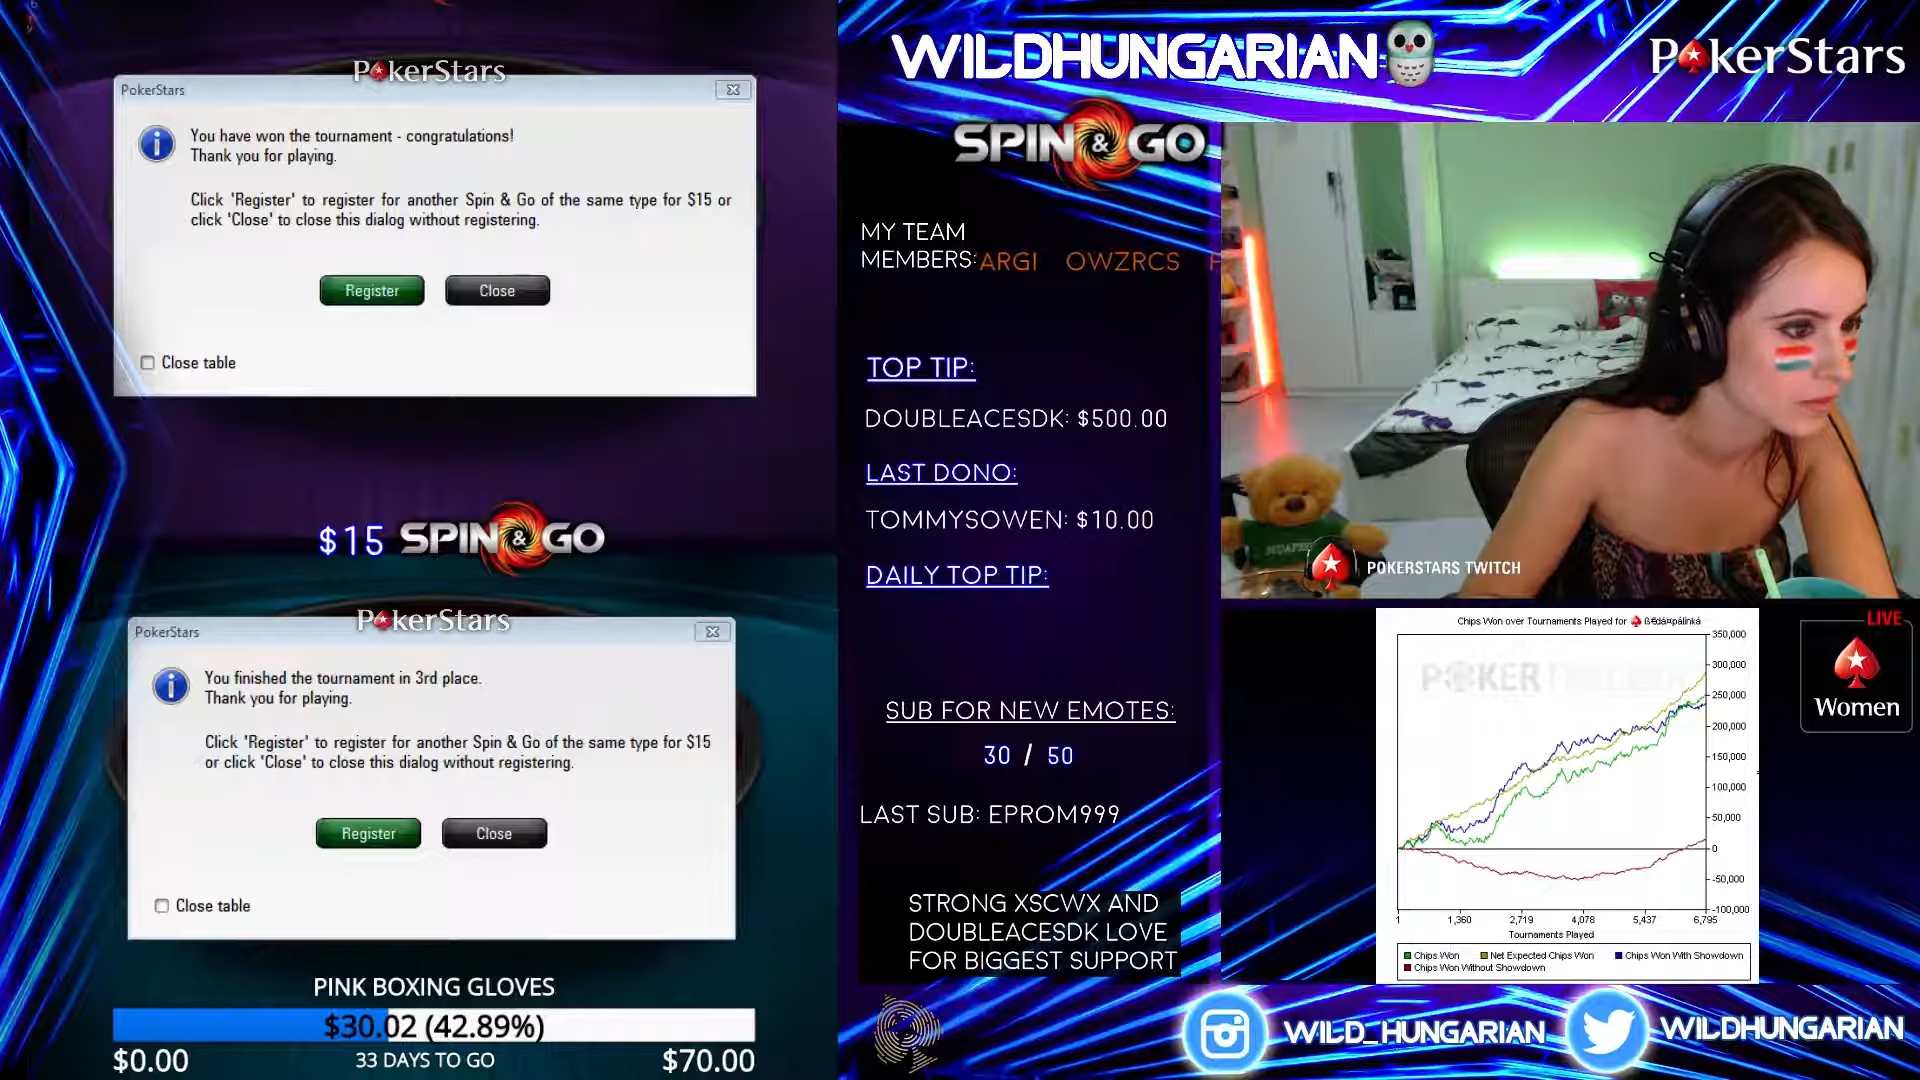 PokerStars
PokerStars
You have won the tournament - congratulations!
Thank you for playing.
Click 'Register' to register for another Spin & Go of the same type for $15 or
click 'Close' to close this dialog without registering.
Register
Close
Close table
$15 SPIN & GO
PokerStars
PokerStars
You finished the tournament in 3rd place.
Thank you for playing.
Click 'Register' to register for another Spin & Go of the same type for $15
or click 'Close' to close this dialog without registering.
Register
Close
Close table
PINK BOXING GLOVES
$30.02 (42.89%)
$0.00
33 DAYS TO GO
$70.00
WILDHUNGARIAN
PokerStars
SPIN & GO
MY TEAM
MEMBERS: ARGI OWZRCS
TOP TIP:
DOUBLEACESDK: $500.00
LAST DONO:
TOMMYSOWEN: $10.00
DAILY TOP TIP:
SUB FOR NEW EMOTES:
30 / 50
LAST SUB: EPROM999
STRONG XSCWX AND
DOUBLEACESDK LOVE
FOR BIGGEST SUPPORT
POKERSTARS TWITCH
Chips Won over Tournaments Played for
350,000
300,000
250,000
200,000
150,000
100,000
50,000
0
-50,000
-100,000
1
1,360
2,719
4,078
5,437
6,795
Tournaments Played
Chips Won
Net Expected Chips Won
Chips Won With Showdown
Chips Won Without Showdown
LIVE
Women
WILD_HUNGARIAN
WILDHUNGARIAN